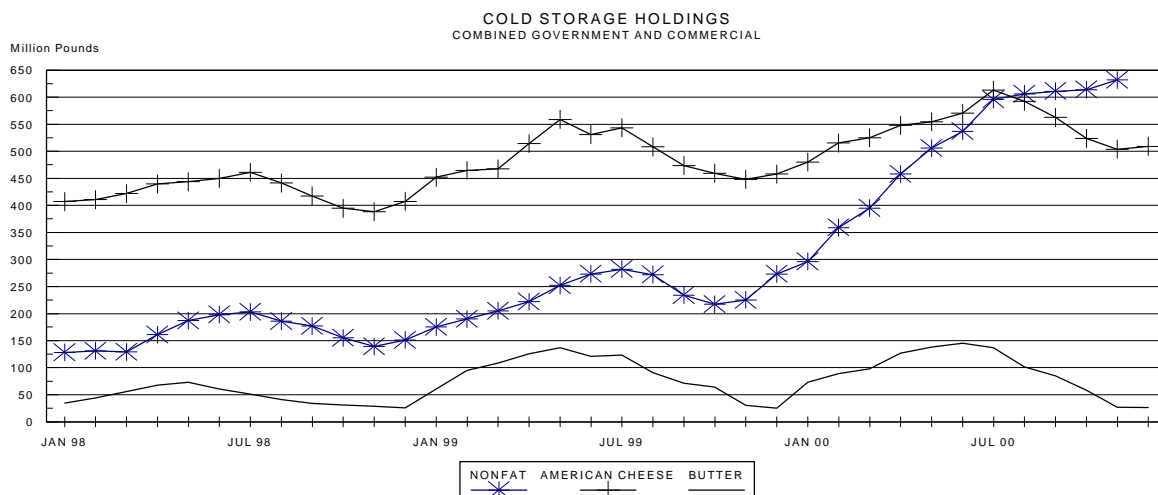 COLD STORAGE HOLDINGS
COMBINED GOVERNMENT AND COMMERCIAL
Million Pounds
650
600
550
500
450
400
350
300
250
200
150
100
50
0
JAN 98 JUL 98 JAN 99 JUL 99 JAN 00 JUL 00
NONFAT AMERICAN CHEESE BUTTER